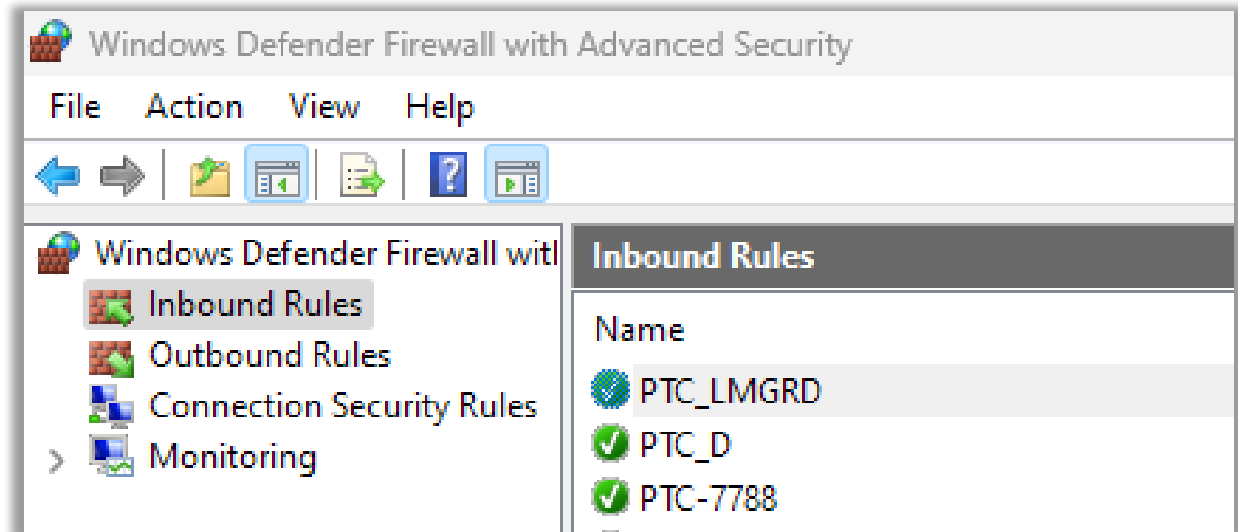 Windows Defender Firewall with Advanced Security
File Action View Help
Windows Defender Firewall with
Inbound Rules
Outbound Rules
Connection Security Rules
Monitoring
Inbound Rules
Name
PTC_LMGRD
PTC_D
PTC-7788